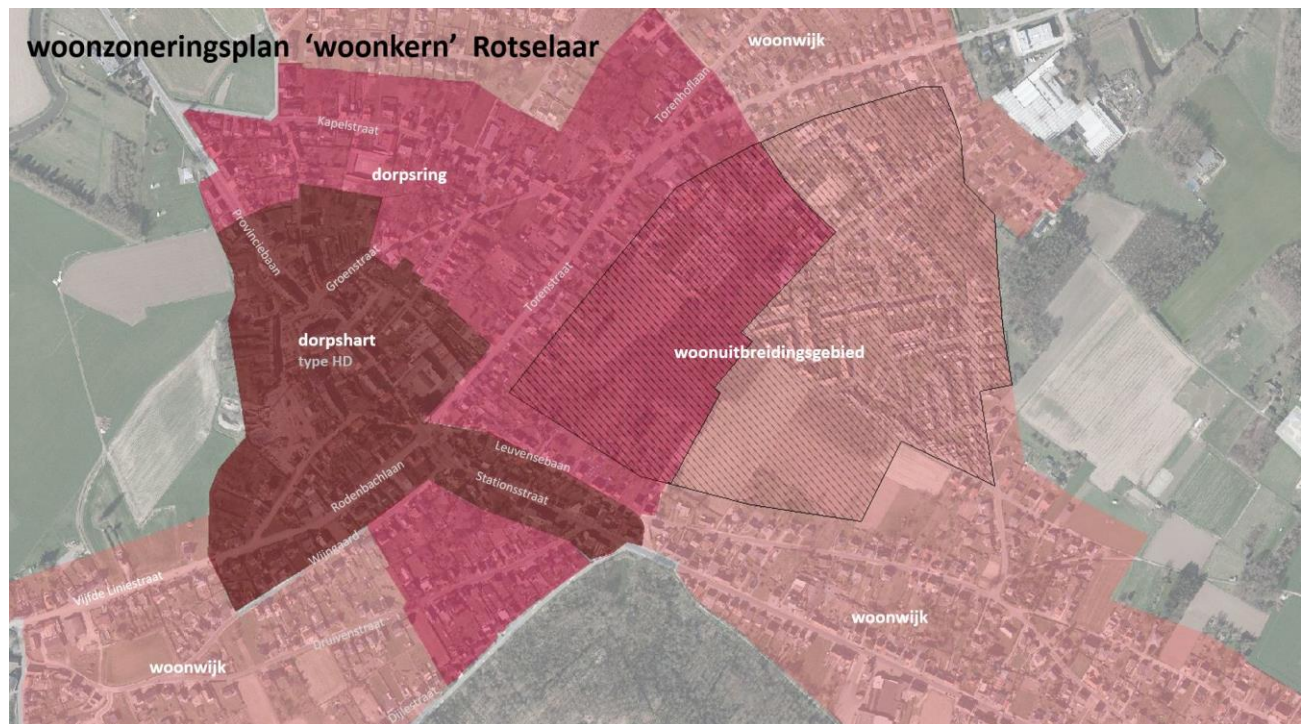 woonzoneringsplan ‘woonkern’ Rotselaar
woonwijk
Torenhoflaan
Kapelstraat
dorpsring
Provinciebaan
Groenstraat
Torenstraat
dorpshart
type HD
woonuitbreidingsgebied
Leuvensebaan
Stationsstraat
Rodenbachlaan
Wijngaard
Vijfde Liniestraat
Druivenstraat
woonwijk
woonwijk
Dijlestraat